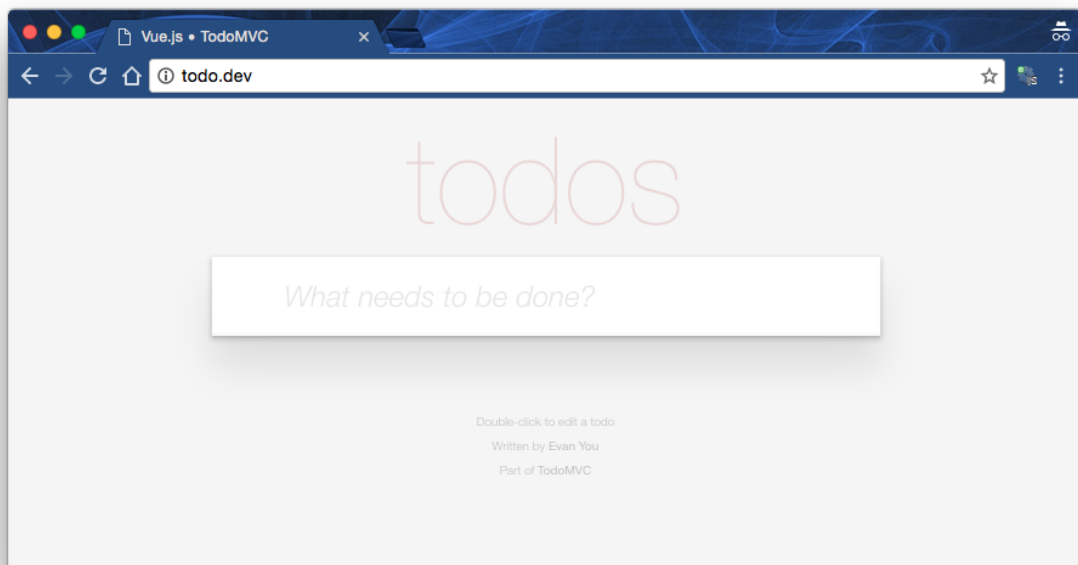 Vue.js • TodoMVC
todo.dev
todos
What needs to be done?
Double-click to edit a todo
Written by Evan You
Part of TodoMVC